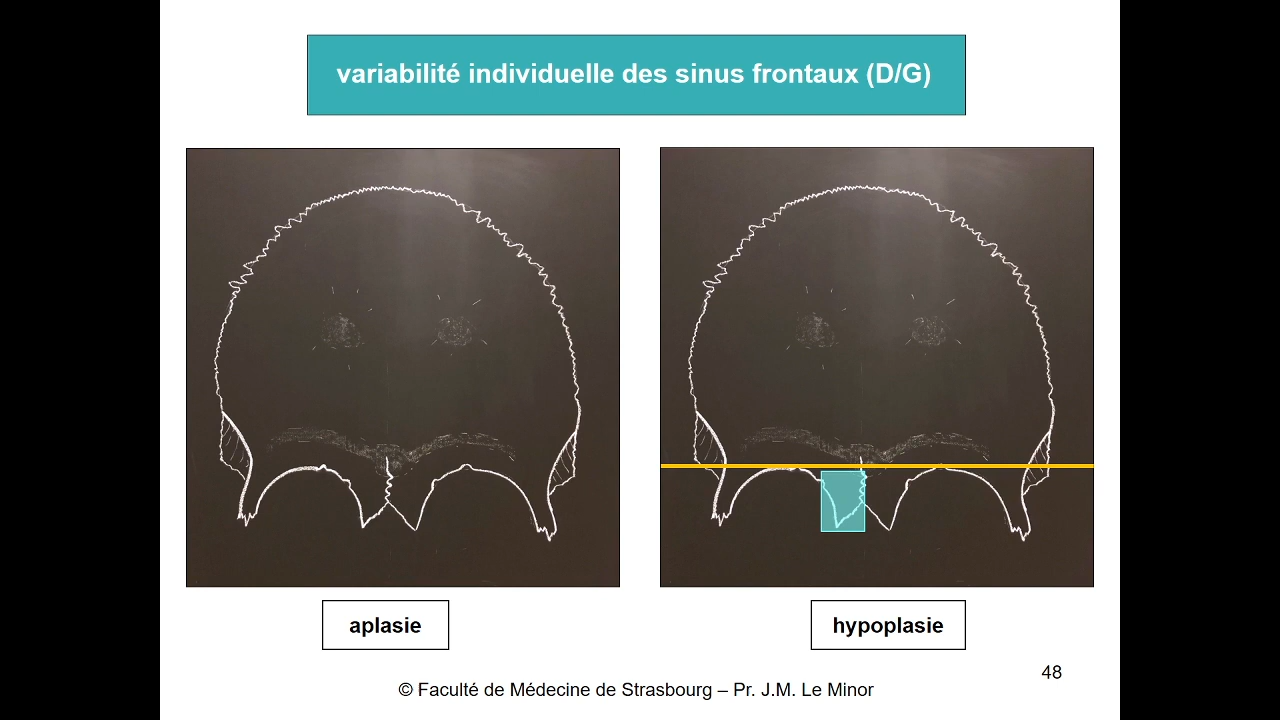 variabilité individuelle des sinus frontaux (D/G)
aplasie
hypoplasie
48
© Faculté de Médecine de Strasbourg – Pr. J.M. Le Minor